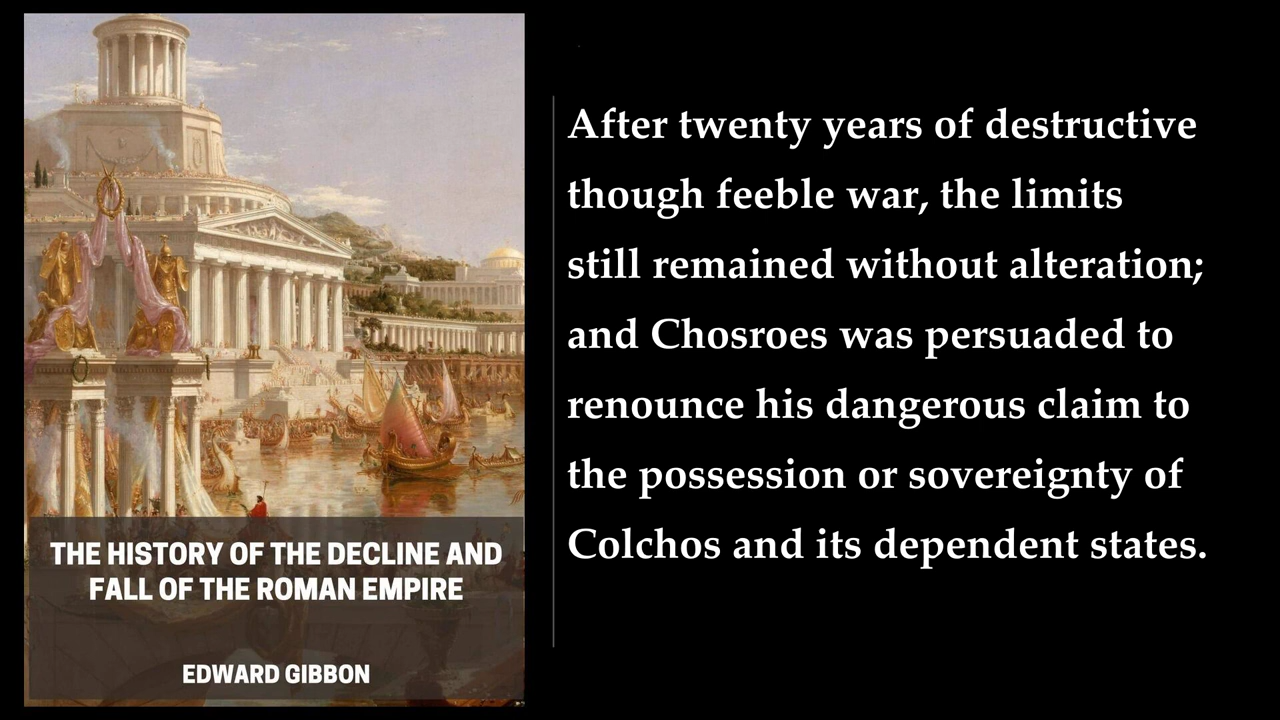 After twenty years of destructive
though feeble war, the limits
still remained without alteration;
and Chosroes was persuaded to
renounce his dangerous claim to
the possession or sovereignty of
Colchos and its dependent states.
THE HISTORY OF THE DECLINE AND
FALL OF THE ROMAN EMPIRE
EDWARD GIBBON